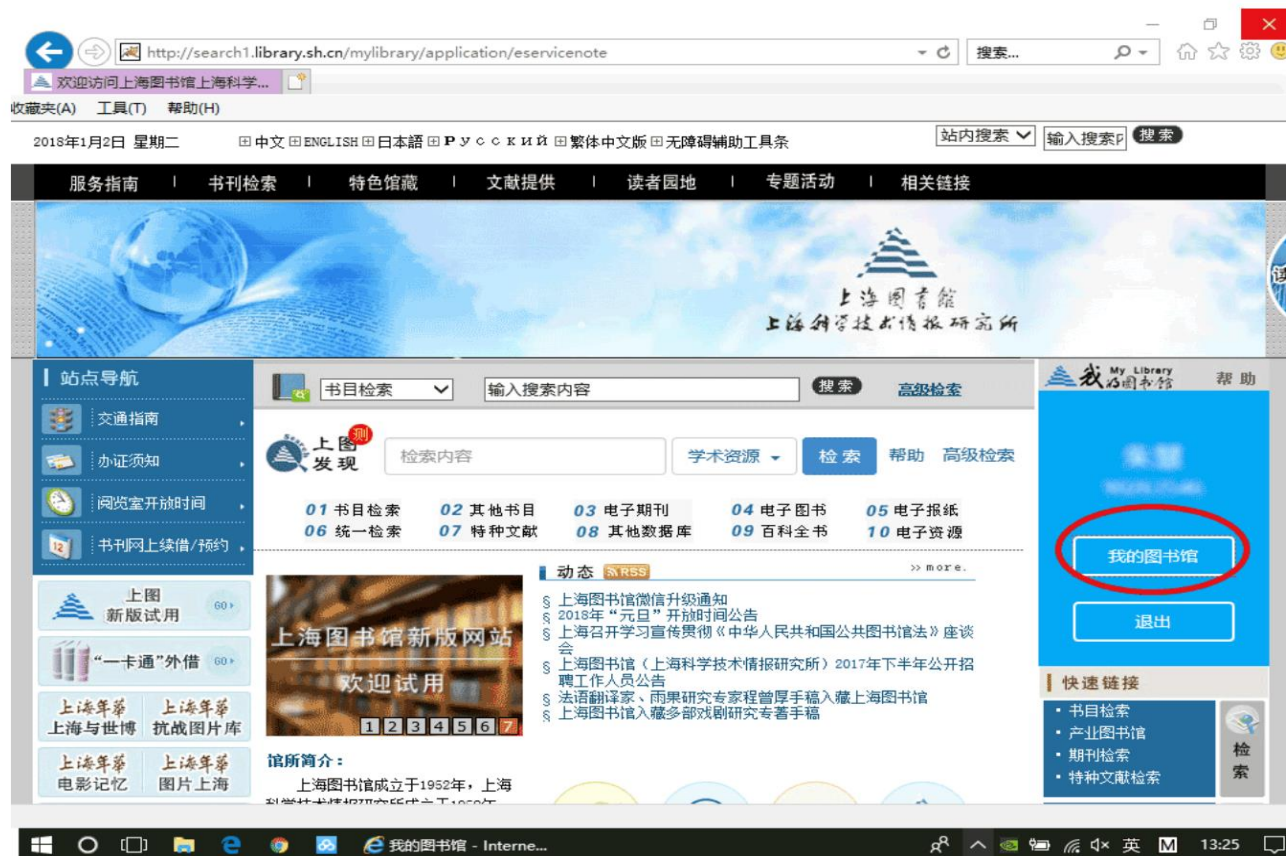 http://search1.library.sh.cn/mylibrary/application/eservicenote
搜索...
欢迎访问上海图书馆上海科学...
收藏夹(A) 工具(T) 帮助(H)
2018年1月2日 星期二 中文 ENGLISH 日本語 Русский 繁体中文版 无障碍辅助工具条 站内搜索 输入搜索 搜索
服务指南 | 书刊检索 | 特色馆藏 | 文献提供 | 读者园地 | 专题活动 | 相关链接
上海图書館
上海科学技术情报研究所
站点导航
交通指南
办证须知
阅览室开放时间
书刊网上续借/预约
上图
新版试用 GO
“一卡通”外借 GO
上海年华 上海年华
上海与世博 抗战图片库
上海年华 上海年华
电影记忆 图片上海
书目检索 输入搜索内容 搜索 高级检索
上图发现 测 检索内容 学术资源 检索 帮助 高级检索
01 书目检索 02 其他书目 03 电子期刊 04 电子图书 05 电子报纸
06 统一检索 07 特种文献 08 其他数据库 09 百科全书 10 电子资源
上海图书馆新版网站
欢迎试用
1 2 3 4 5 6 7
动态 RSS >> more.
§ 上海图书馆微信升级通知
§ 2018年“元旦”开放时间公告
§ 上海召开学习宣传贯彻《中华人民共和国公共图书馆法》座谈
会
§ 上海图书馆（上海科学技术情报研究所）2017年下半年公开招
聘工作人员公告
§ 法语翻译家、雨果研究专家程曾厚手稿入藏上海图书馆
§ 上海图书馆入藏多部戏剧研究专著手稿
馆所简介：
上海图书馆成立于1952年，上海
我的图书馆 My Library 帮助
我的图书馆
退出
快速链接
· 书目检索
· 产业图书馆
· 期刊检索
· 特种文献检索
检索
我的图书馆 - Interne...
英 M 13:25